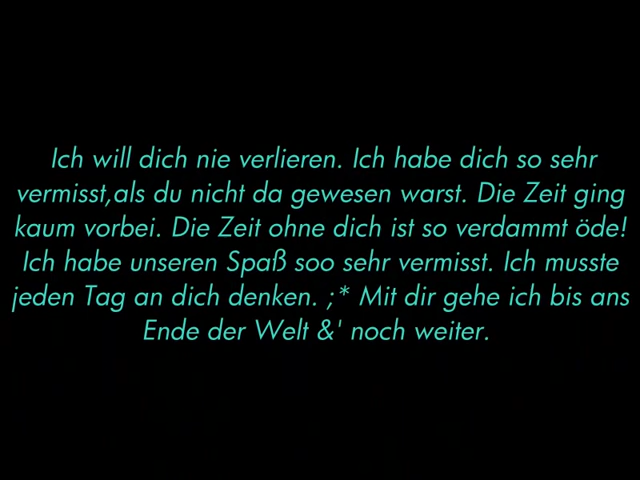 Ich will dich nie verlieren. Ich habe dich so sehr
vermisst,als du nicht da gewesen warst. Die Zeit ging
kaum vorbei. Die Zeit ohne dich ist so verdammt öde!
Ich habe unseren Spaß soo sehr vermisst. Ich musste
jeden Tag an dich denken. ;* Mit dir gehe ich bis ans
Ende der Welt &' noch weiter.